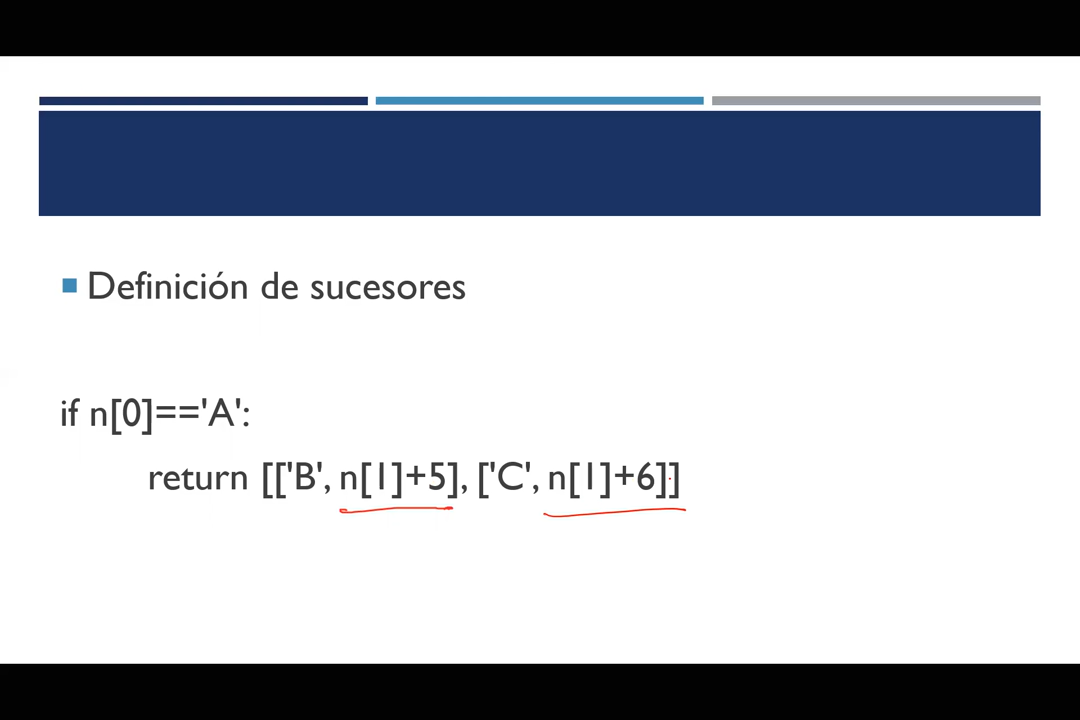 Definición de sucesores
if n[0]=='A':
return [['B', n[1]+5], ['C', n[1]+6]]